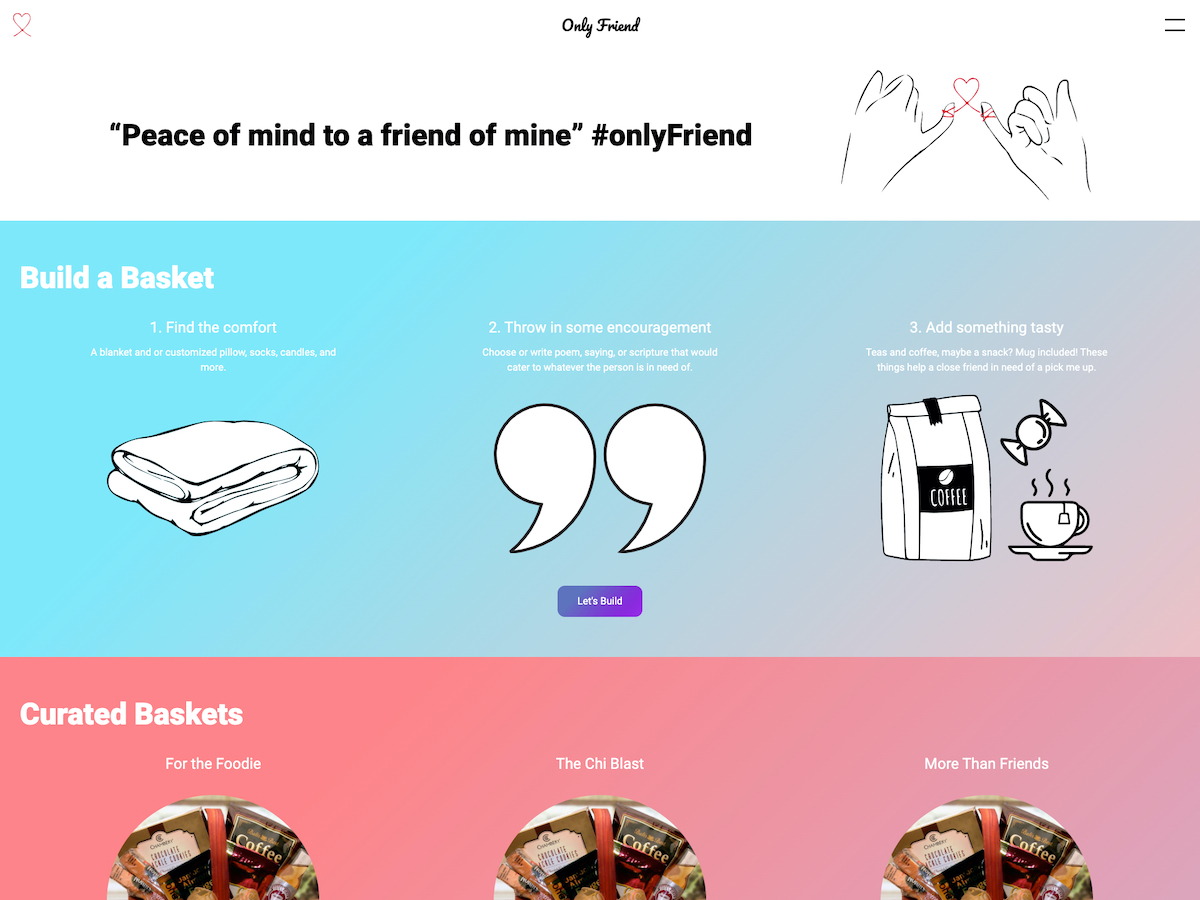 Only Friend
“Peace of mind to a friend of mine” #onlyFriend
Build a Basket
1. Find the comfort
A blanket and or customized pillow, socks, candles, and
more.
2. Throw in some encouragement
Choose or write poem, saying, or scripture that would
cater to whatever the person is in need of.
3. Add something tasty
Teas and coffee, maybe a snack? Mug included! These
things help a close friend in need of a pick me up.
COFFEE
Let's Build
Curated Baskets
For the Foodie
The Chi Blast
More Than Friends
CHOCOLATE
Coffee
CHOCOLATE
Coffee
CHOCOLATE
Coffee